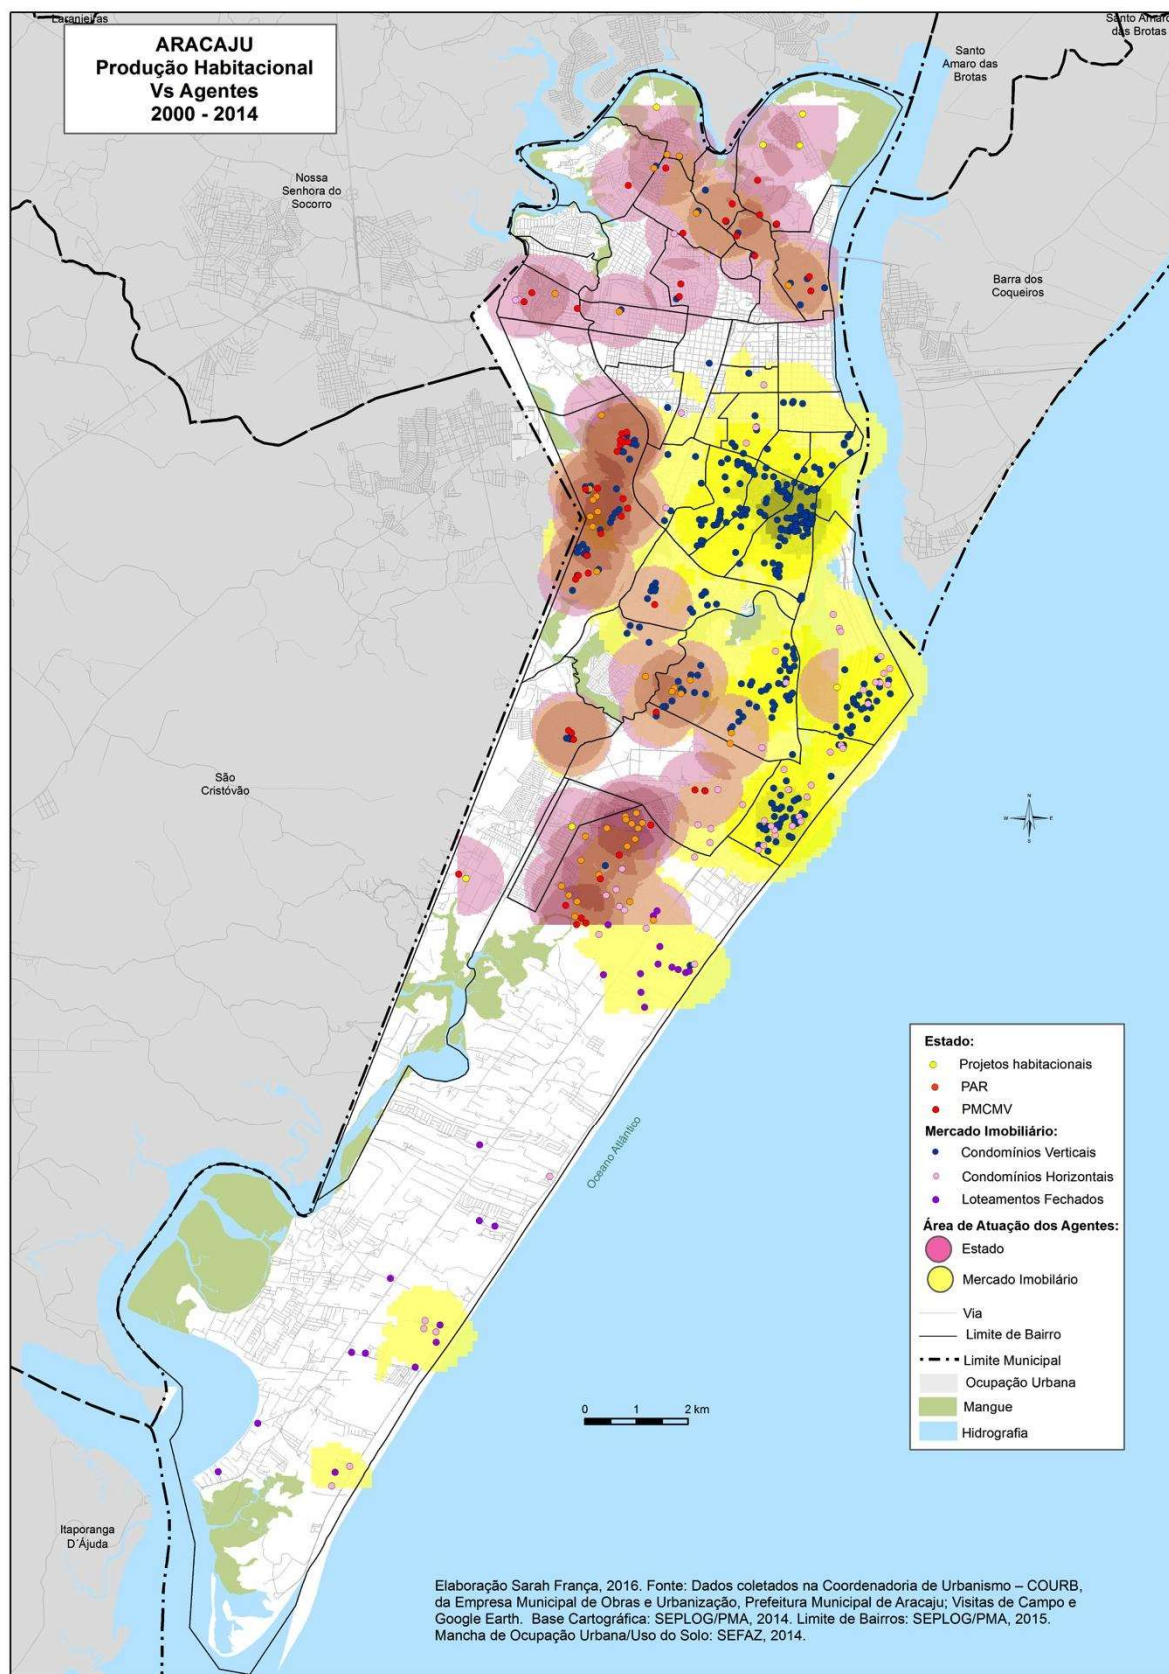 ARACAJU
Produção Habitacional
Vs Agentes
2000 - 2014
Laranjeiras
Santo Amaro
das Brotas
Santo
Amaro das
Brotas
Nossa
Senhora do
Socorro
Barra dos
Coqueiros
São
Cristóvão
N
W
E
S
Oceano Atlântico
Estado:
Projetos habitacionais
PAR
PMCMV
Mercado Imobiliário:
Condomínios Verticais
Condomínios Horizontais
Loteamentos Fechados
Área de Atuação dos Agentes:
Estado
Mercado Imobilário
Via
Limite de Bairro
Limite Municipal
Ocupação Urbana
Mangue
Hidrografia
0 1 2 km
Itaporanga
D´Ájuda
Elaboração Sarah França, 2016. Fonte: Dados coletados na Coordenadoria de Urbanismo – COURB,
da Empresa Municipal de Obras e Urbanização, Prefeitura Municipal de Aracaju; Visitas de Campo e
Google Earth. Base Cartográfica: SEPLOG/PMA, 2014. Limite de Bairros: SEPLOG/PMA, 2015.
Mancha de Ocupação Urbana/Uso do Solo: SEFAZ, 2014.